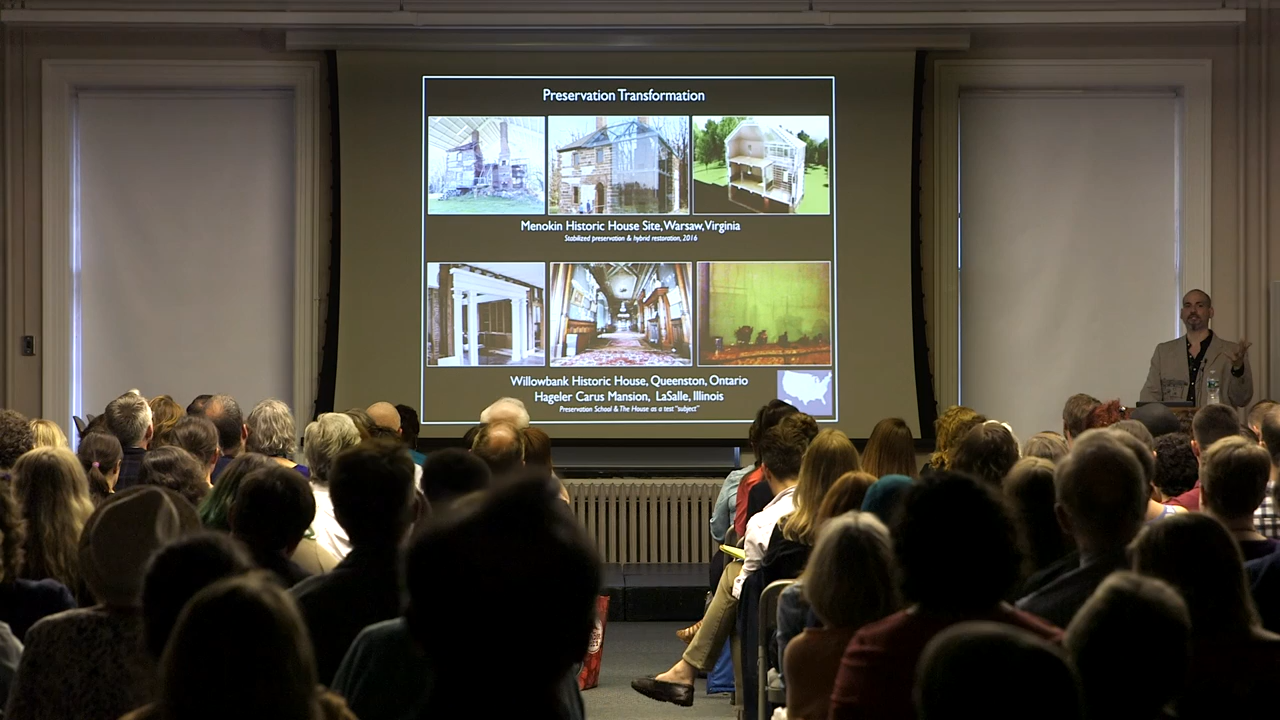 Preservation Transformation
Menokin Historic House Site, Warsaw, Virginia
Stabilized preservation & hybrid restoration, 2016
Willowbank Historic House, Queenston, Ontario
Hageler Carus Mansion, LaSalle, Illinois
Preservation School & The House as a test "subject"